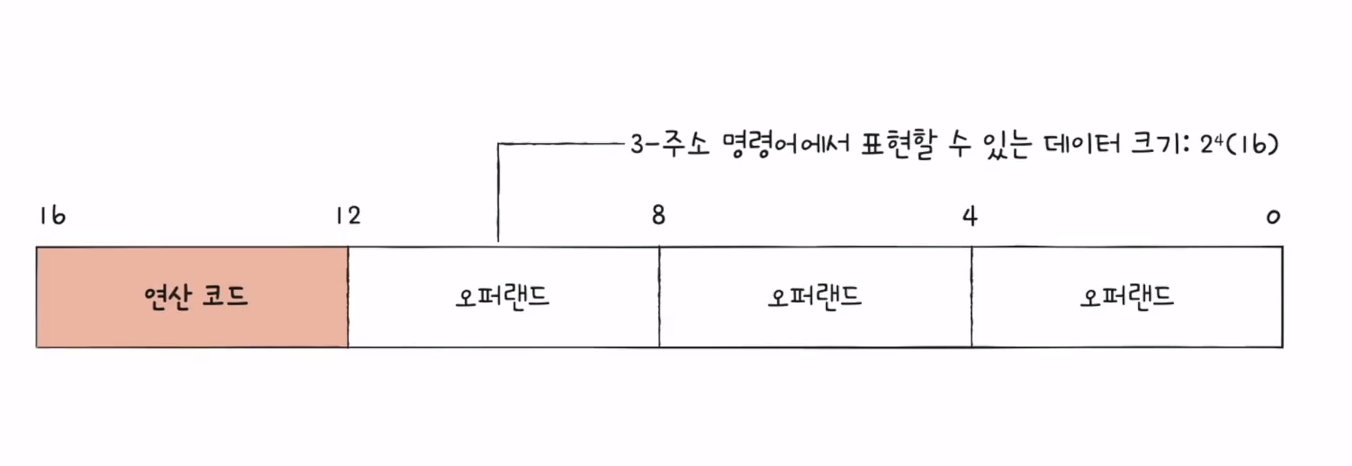 3-주소 명령어에서 표현할 수 있는 데이터 크기: 2⁴(16)
16 12 8 4 0
연산 코드 오퍼랜드 오퍼랜드 오퍼랜드